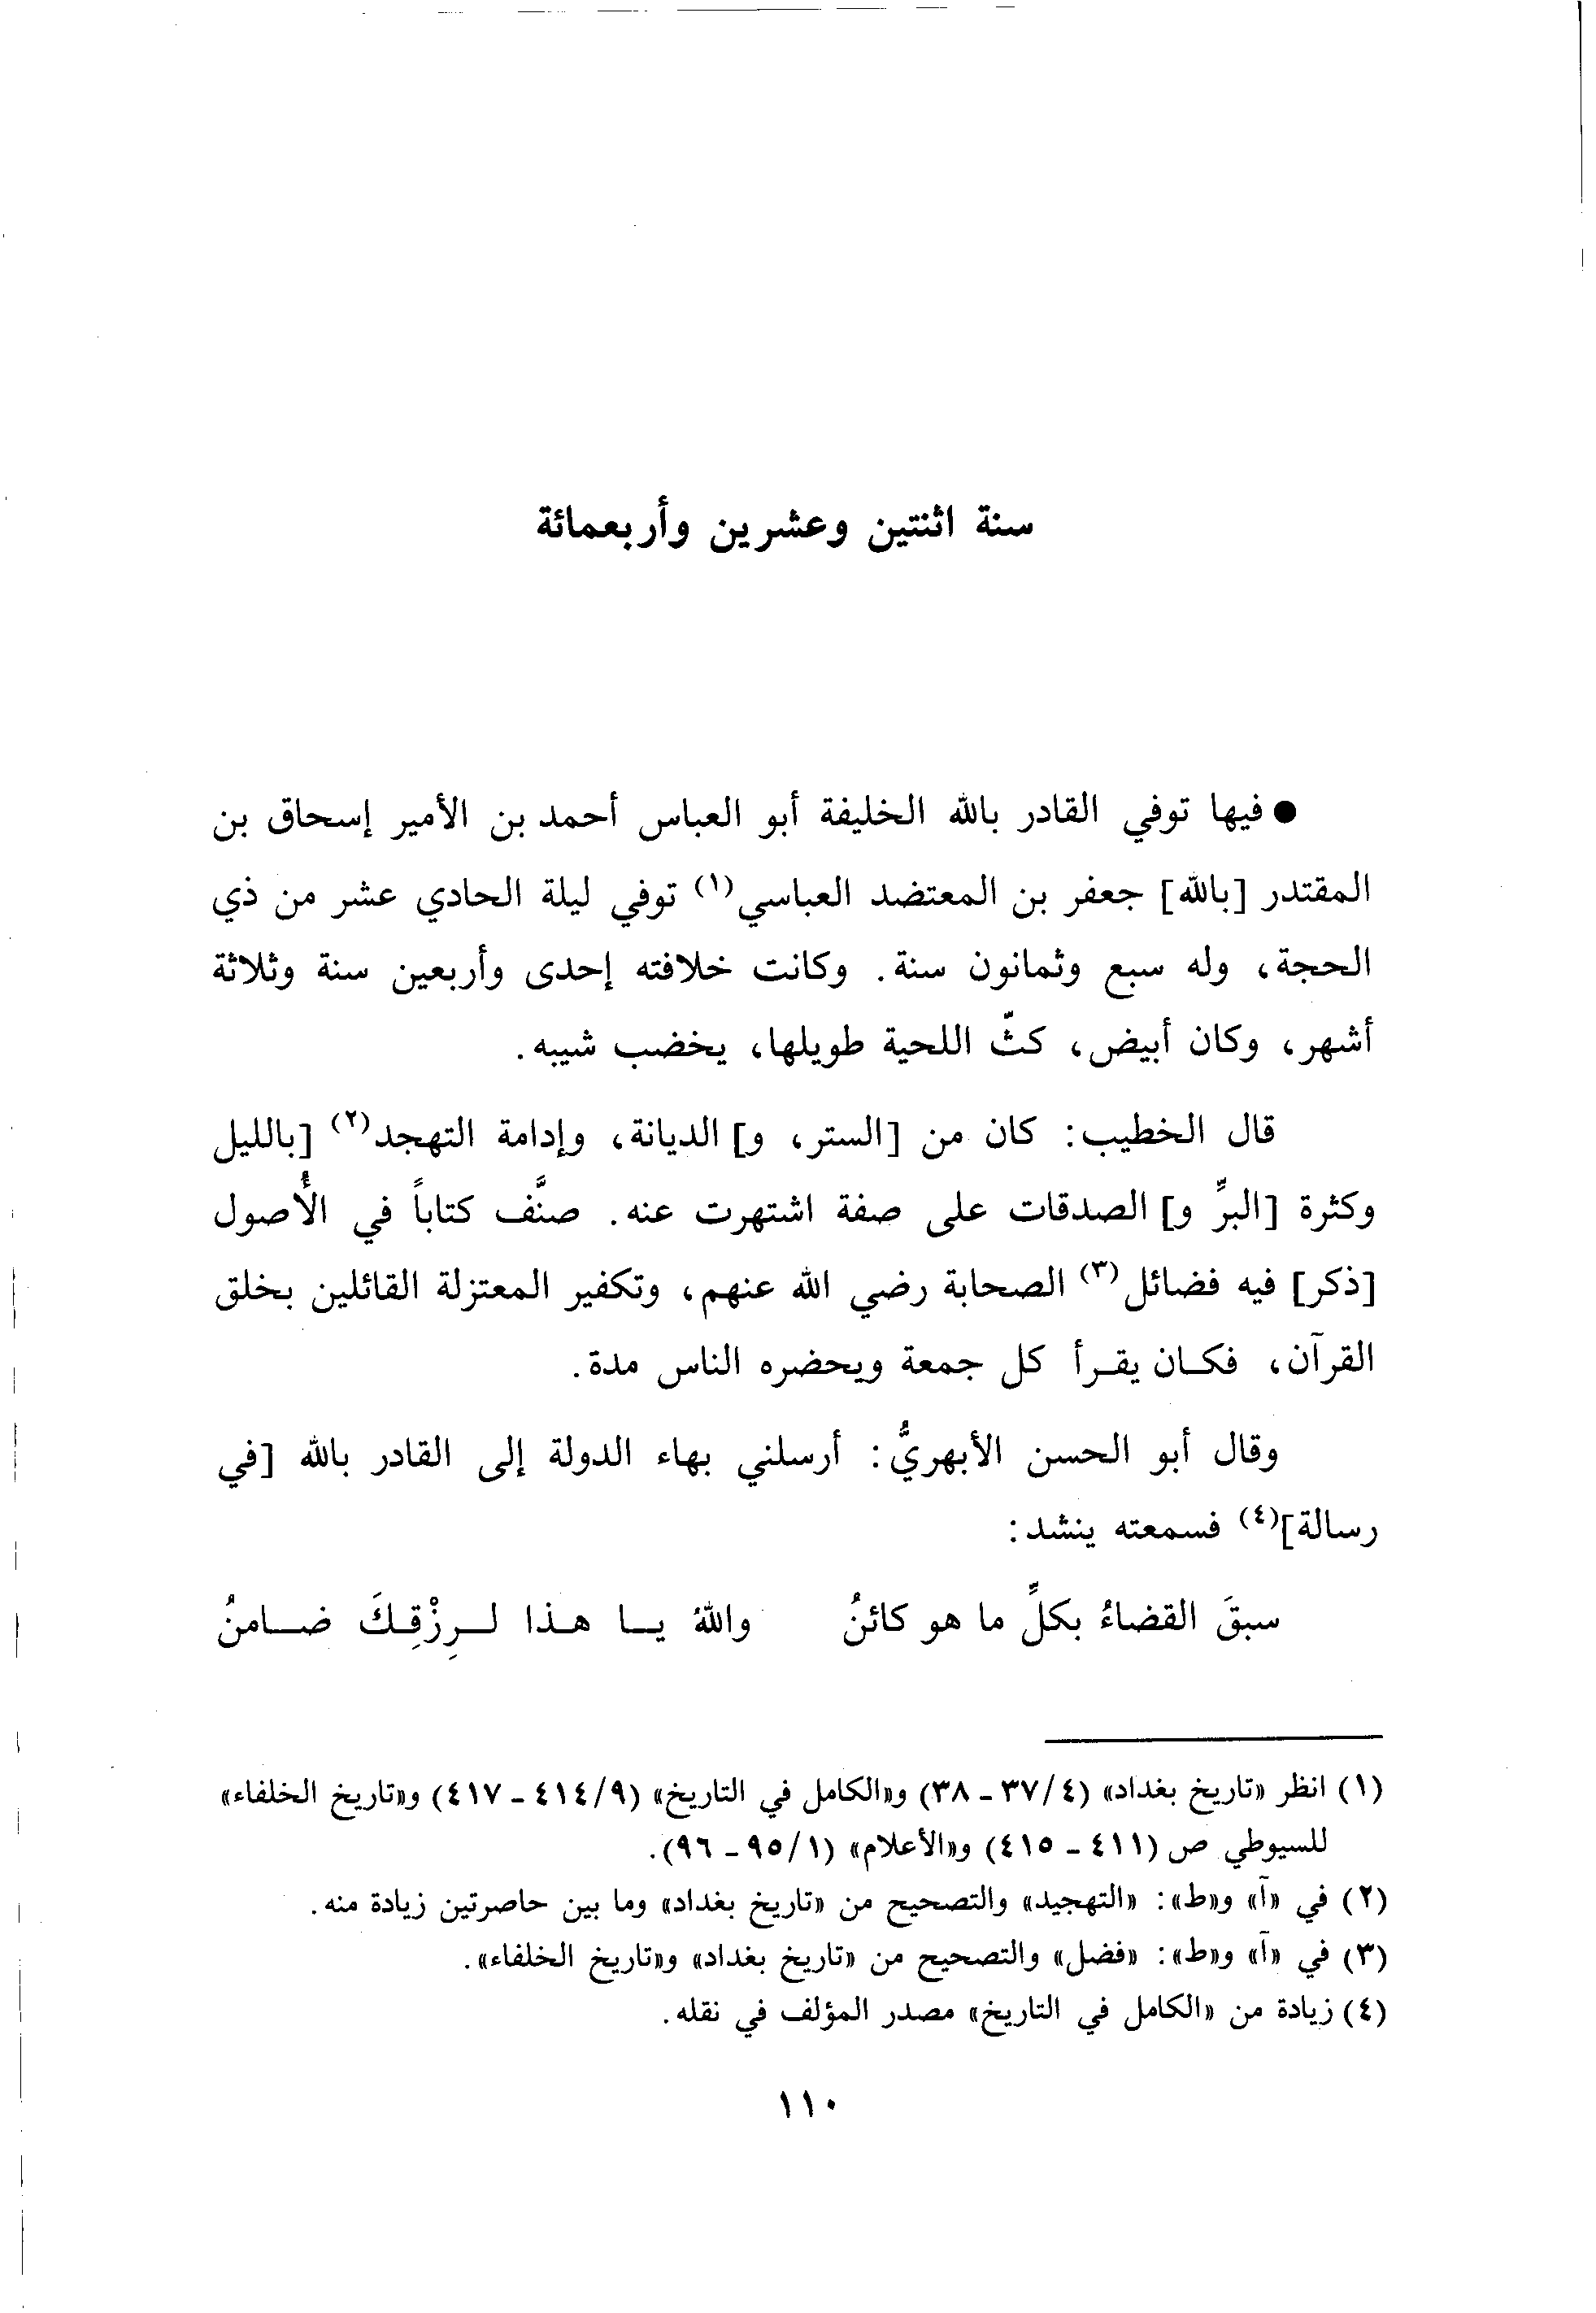 سنة اثنتين وعشرين وأربعمائة
● فيها توفي القادر بالله الخليفة أبو العباس أحمد بن الأمير إسحاق بن
المقتدر [بالله] جعفر بن المعتضد العباسي(١) توفي ليلة الحادي عشر من ذي
الحجة، وله سبع وثمانون سنة. وكانت خلافته إحدى وأربعين سنة وثلاثة
أشهر، وكان أبيض، كثّ اللحية طويلها، يخضب شيبه.
قال الخطيب: كان من [الستر، و] الديانة، وإدامة التهجد(٢) [بالليل
وكثرة [البرِّ و] الصدقات على صفة اشتهرت عنه. صنَّف كتاباً في الأُصول
[ذكر] فيه فضائل(٣) الصحابة رضي الله عنهم، وتكفير المعتزلة القائلين بخلق
القرآن، فكان يقرأ كل جمعة ويحضره الناس مدة.
وقال أبو الحسن الأبهريُّ: أرسلني بهاء الدولة إلى القادر بالله [في
رسالة](٤) فسمعته ينشد:
سبقَ القضاءُ بكلِّ ما هو كائنُ واللهُ يا هذا لرِزْقِكَ ضامنُ
(١) انظر «تاريخ بغداد» (٣٧/٤ - ٣٨) و«الكامل في التاريخ» (٤١٤/٩ - ٤١٧) و«تاريخ الخلفاء»
للسيوطي ص (٤١١ - ٤١٥) و«الأعلام» (٩٥/١ - ٩٦).
(٢) في «آ» و«ط»: «التهجيد» والتصحيح من «تاريخ بغداد» وما بين حاصرتين زيادة منه.
(٣) في «آ» و«ط»: «فضل» والتصحيح من «تاريخ بغداد» و«تاريخ الخلفاء».
(٤) زيادة من «الكامل في التاريخ» مصدر المؤلف في نقله.
١١٠